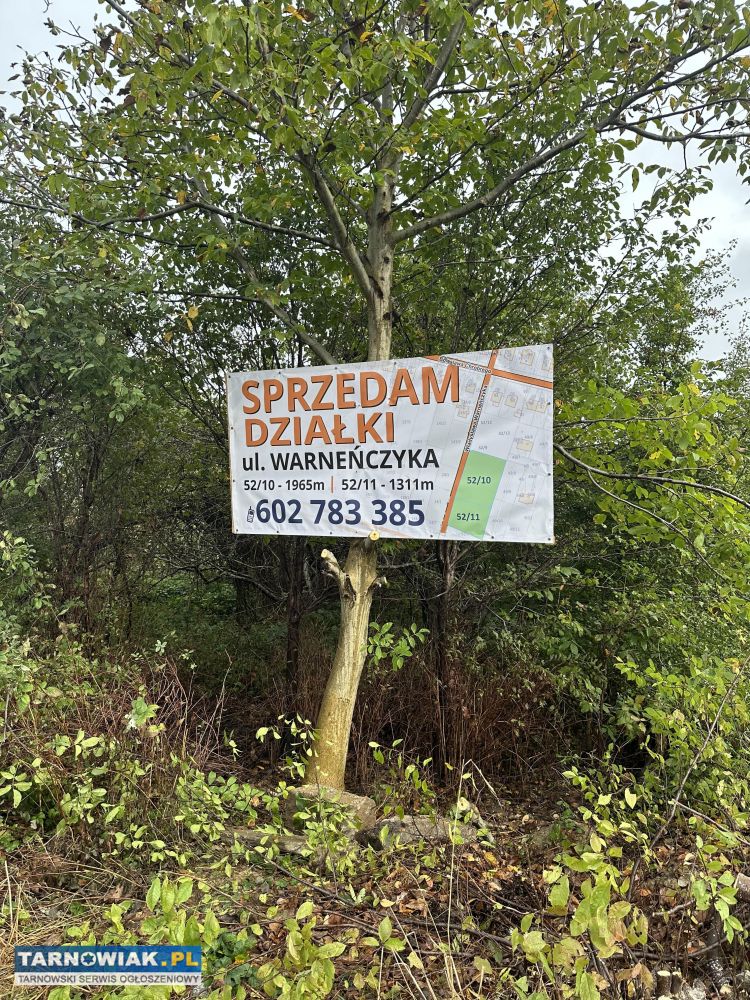 SPRZEDAM
DZIAŁKI
ul. WARNEŃCZYKA
52/10 - 1965m | 52/11 - 1311m
602 783 385
52/10
52/11
TARNOWIAK.PL
TARNOWSKI SERWIS OGŁOSZENIOWY